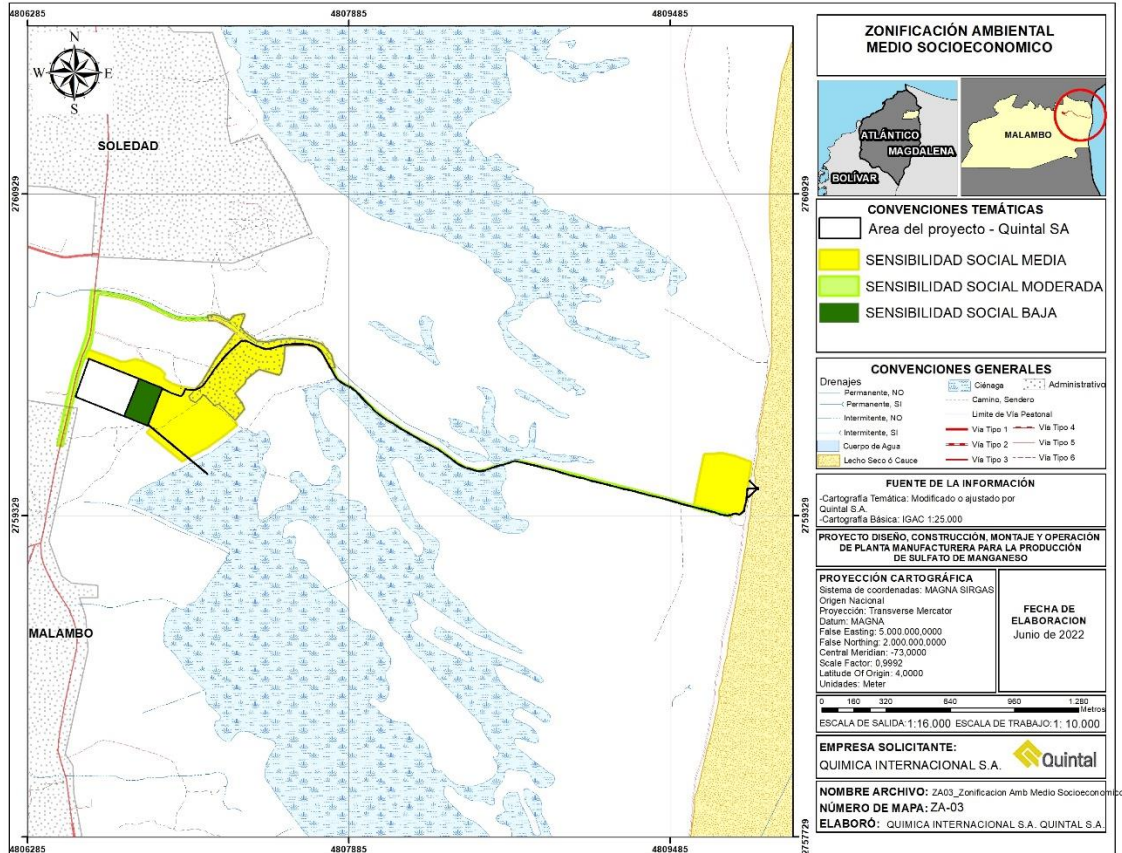 4806285
4807885
4809485
N
W
E
S
SOLEDAD
MALAMBO
2760929
2759329
2760929
2759329
2757729
4806285
4807885
4809485
ZONIFICACIÓN AMBIENTAL
MEDIO SOCIOECONOMICO
ATLÁNTICO
MAGDALENA
BOLÍVAR
MALAMBO
CONVENCIONES TEMÁTICAS
Area del proyecto - Quintal SA
SENSIBILIDAD SOCIAL MEDIA
SENSIBILIDAD SOCIAL MODERADA
SENSIBILIDAD SOCIAL BAJA
CONVENCIONES GENERALES
Drenajes
Permanente, NO
Permanente, SI
Intermitente, NO
Intermitente, SI
Cuerpo de Agua
Lecho Seco ó Cauce
Ciénaga
Administrativo
Camino, Sendero
Limite de Vía Peatonal
Vía Tipo 1
Vía Tipo 4
Vía Tipo 2
Vía Tipo 5
Vía Tipo 3
Vía Tipo 6
FUENTE DE LA INFORMACIÓN
-Cartografía Temática: Modificado o ajustado por
Quintal S.A.
-Cartografía Básica: IGAC 1:25.000
PROYECTO DISEÑO, CONSTRUCCIÓN, MONTAJE Y OPERACIÓN
DE PLANTA MANUFACTURERA PARA LA PRODUCCIÓN
DE SULFATO DE MANGANESO
PROYECCIÓN CARTOGRÁFICA
Sistema de coordenadas: MAGNA SIRGAS
Origen Nacional
Proyección: Transverse Mercator
Datum: MAGNA
False Easting: 5.000.000,0000
False Northing: 2.000.000,0000
Central Meridian: -73,0000
Scale Factor: 0,9992
Latitude Of Origin: 4,0000
Unidades: Meter
FECHA DE
ELABORACION
Junio de 2022
0 160 320 640 960 1.280
Metros
ESCALA DE SALIDA: 1:16.000 ESCALA DE TRABAJO: 1: 10.000
EMPRESA SOLICITANTE:
QUIMICA INTERNACIONAL S.A.
Quintal
NOMBRE ARCHIVO: ZA03_Zonificacion Amb Medio Socioeconomico
NÚMERO DE MAPA: ZA-03
ELABORÓ: QUIMICA INTERNACIONAL S.A. QUINTAL S.A.